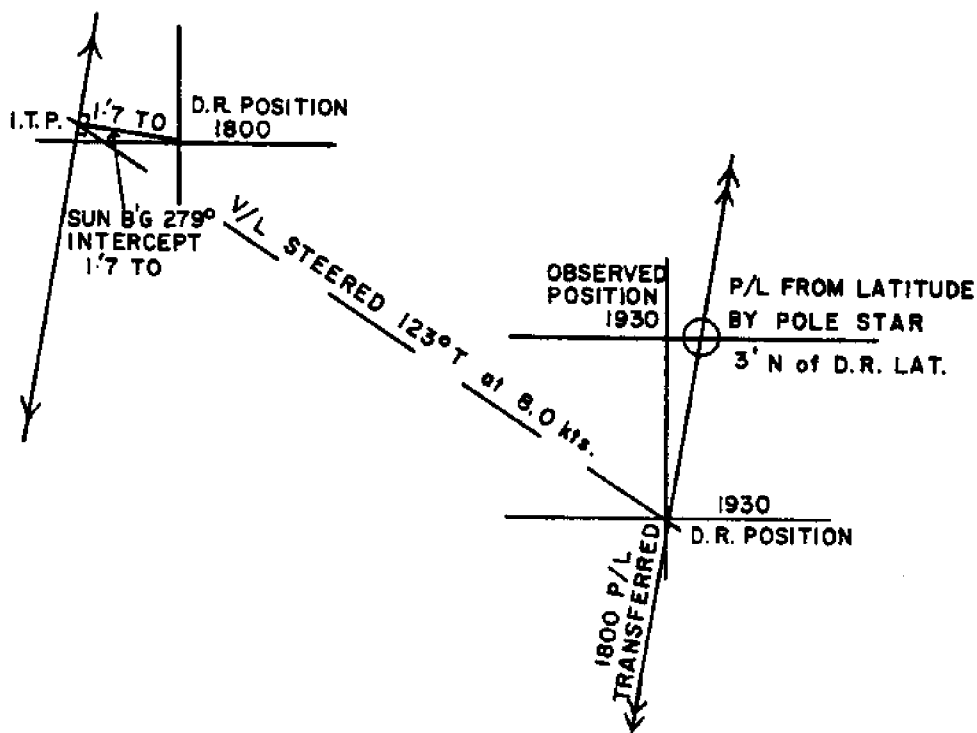 I.T.P.
1'.7 TO
D.R. POSITION
1800
SUN B'G 279°
INTERCEPT
1'.7 TO
V/L STEERED 123° T at 8.0 kts.
OBSERVED
POSITION
1930
P/L FROM LATITUDE
BY POLE STAR
3' N of D.R. LAT.
1930
D.R. POSITION
1800 P/L
TRANSFERRED